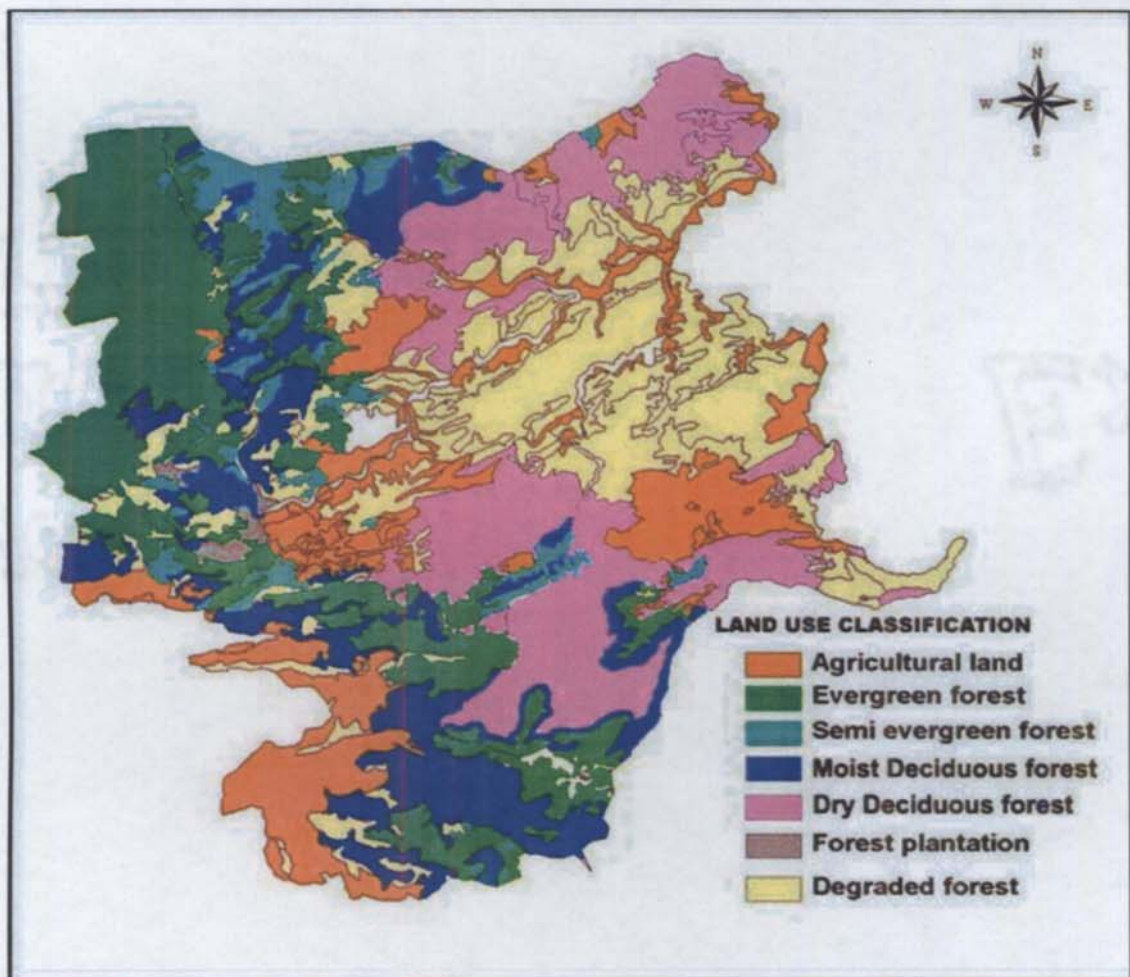 N
W E
S
LAND USE CLASSIFICATION
Agricultural land
Evergreen forest
Semi evergreen forest
Moist Deciduous forest
Dry Deciduous forest
Forest plantation
Degraded forest